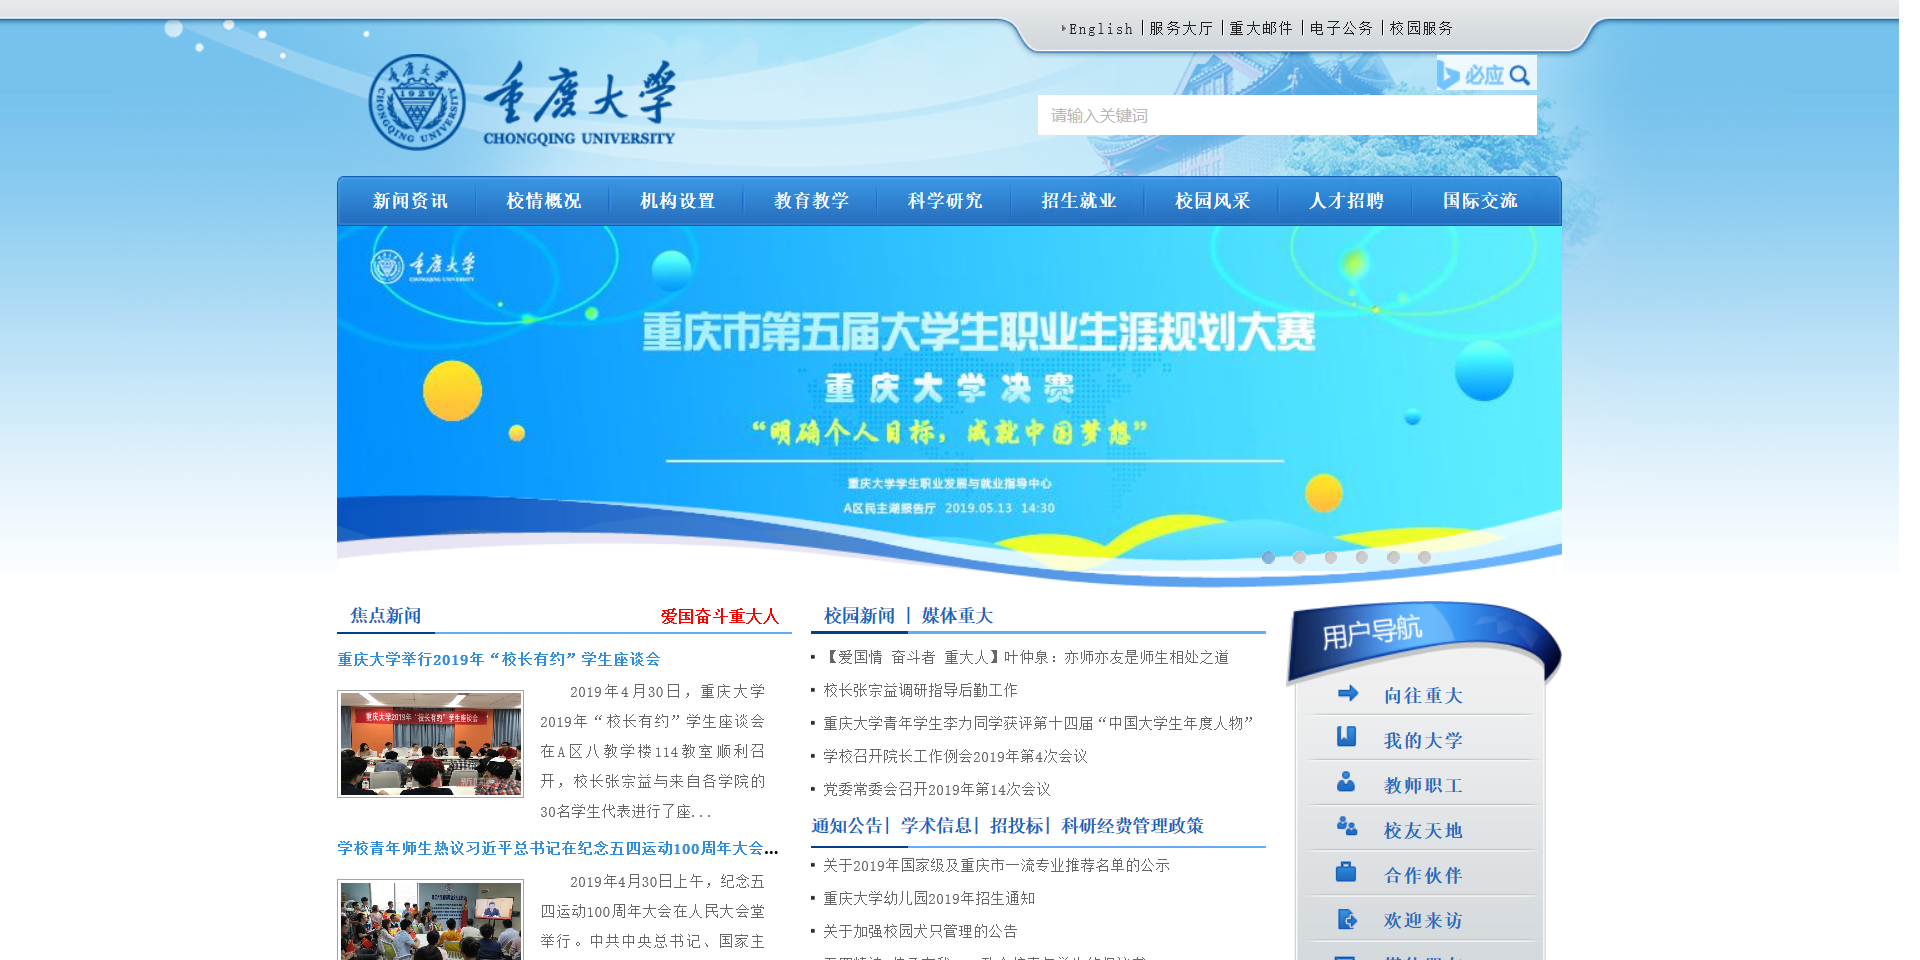 English
服务大厅
重大邮件
电子公务
校园服务
重庆大学
CHONGQING UNIVERSITY
重庆大学
1929
CHONGQING UNIVERSITY
必应
请输入关键词
新闻资讯
校情概况
机构设置
教育教学
科学研究
招生就业
校园风采
人才招聘
国际交流
重庆大学
CHONGQING UNIVERSITY
重庆市第五届大学生职业生涯规划大赛
重庆大学决赛
“明确个人目标，成就中国梦想”
重庆大学学生职业发展与就业指导中心
A区民主湖报告厅 2019.05.13 14:30
焦点新闻
爱国奋斗重大人
重庆大学举行2019年“校长有约”学生座谈会
重庆大学2019年“校长有约”学生座谈会
2019年4月30日，重庆大学
2019年“校长有约”学生座谈会
在A区八教学楼114教室顺利召
开，校长张宗益与来自各学院的
30名学生代表进行了座...
学校青年师生热议习近平总书记在纪念五四运动100周年大会...
2019年4月30日上午，纪念五
四运动100周年大会在人民大会堂
举行。中共中央总书记、国家主
校园新闻 | 媒体重大
【爱国情 奋斗者 重大人】叶仲泉：亦师亦友是师生相处之道
校长张宗益调研指导后勤工作
重庆大学青年学生李力同学获评第十四届“中国大学生年度人物”
学校召开院长工作例会2019年第4次会议
党委常委会召开2019年第14次会议
通知公告| 学术信息| 招投标| 科研经费管理政策
关于2019年国家级及重庆市一流专业推荐名单的公示
重庆大学幼儿园2019年招生通知
关于加强校园犬只管理的公告
用户导航
向往重大
我的大学
教师职工
校友天地
合作伙伴
欢迎来访